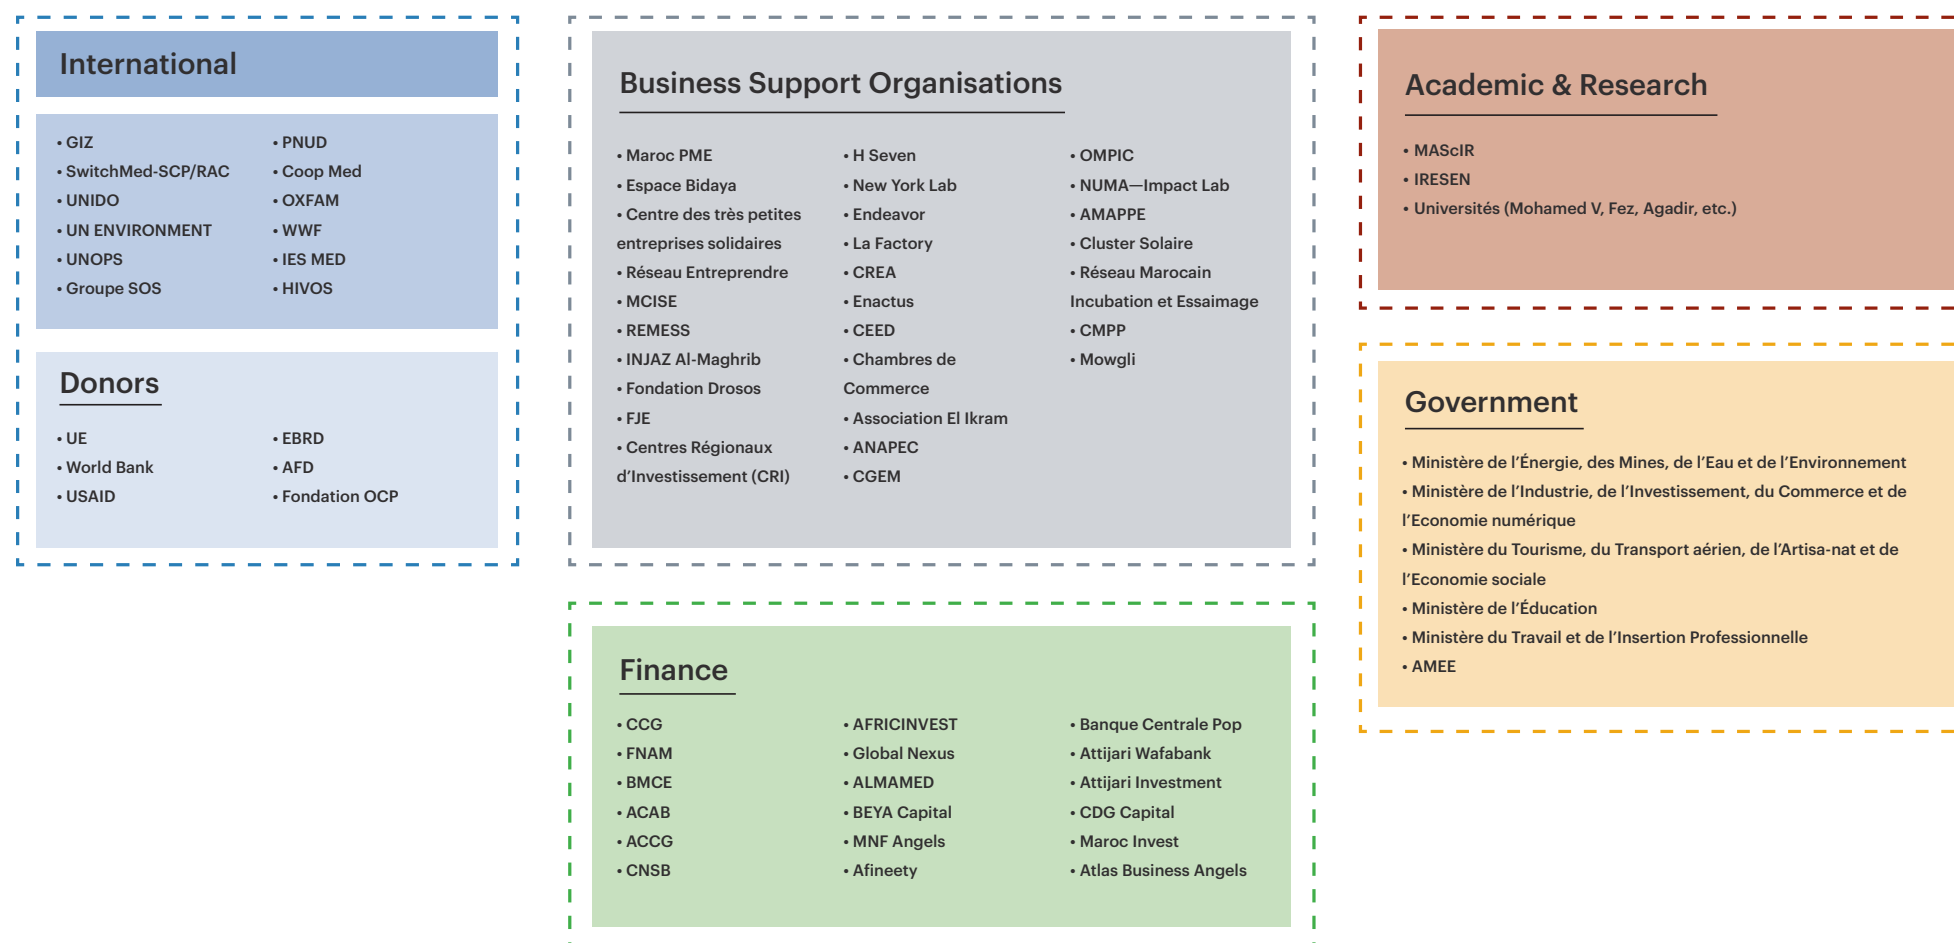 International
• GIZ
• SwitchMed-SCP/RAC
• UNIDO
• UN ENVIRONMENT
• UNOPS
• Groupe SOS
• PNUD
• Coop Med
• OXFAM
• WWF
• IES MED
• HIVOS
Donors
• UE
• World Bank
• USAID
• EBRD
• AFD
• Fondation OCP
Business Support Organisations
• Maroc PME
• Espace Bidaya
• Centre des très petites
entreprises solidaires
• Réseau Entreprendre
• MCISE
• REMESS
• INJAZ Al-Maghrib
• Fondation Drosos
• FJE
• Centres Régionaux
d’Investissement (CRI)
• H Seven
• New York Lab
• Endeavor
• La Factory
• CREA
• Enactus
• CEED
• Chambres de
Commerce
• Association El Ikram
• ANAPEC
• CGEM
• OMPIC
• NUMA—Impact Lab
• AMAPPE
• Cluster Solaire
• Réseau Marocain
Incubation et Essaimage
• CMPP
• Mowgli
Finance
• CCG
• FNAM
• BMCE
• ACAB
• ACCG
• CNSB
• AFRICINVEST
• Global Nexus
• ALMAMED
• BEYA Capital
• MNF Angels
• Afineety
• Banque Centrale Pop
• Attijari Wafabank
• Attijari Investment
• CDG Capital
• Maroc Invest
• Atlas Business Angels
Academic & Research
• MAScIR
• IRESEN
• Universités (Mohamed V, Fez, Agadir, etc.)
Government
• Ministère de l’Énergie, des Mines, de l’Eau et de l’Environnement
• Ministère de l’Industrie, de l’Investissement, du Commerce et de
l’Economie numérique
• Ministère du Tourisme, du Transport aérien, de l’Artisa-nat et de
l’Economie sociale
• Ministère de l’Éducation
• Ministère du Travail et de l’Insertion Professionnelle
• AMEE